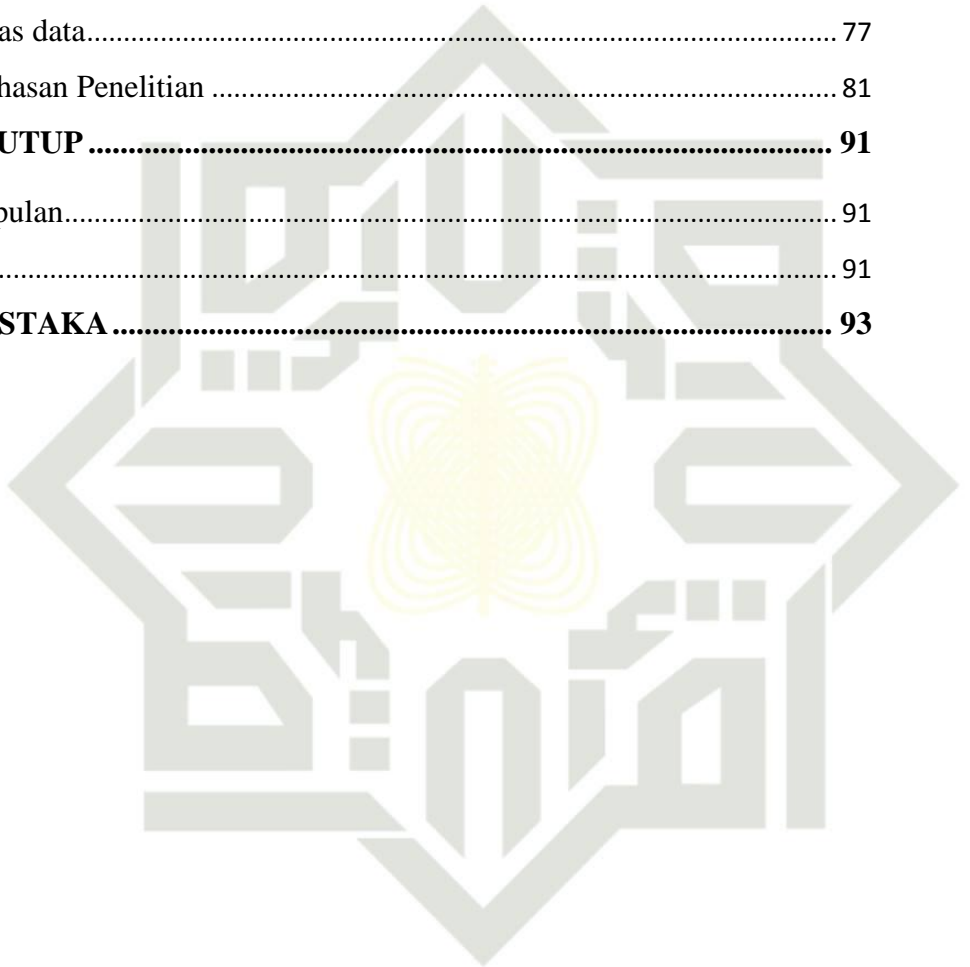 as data........................................................................................ 77
hasan Penelitian ........................................................................... 81
UTUP ................................................................................. 91
pulan........................................................................................... 91
.................................................................................................. 91
STAKA ............................................................................... 93